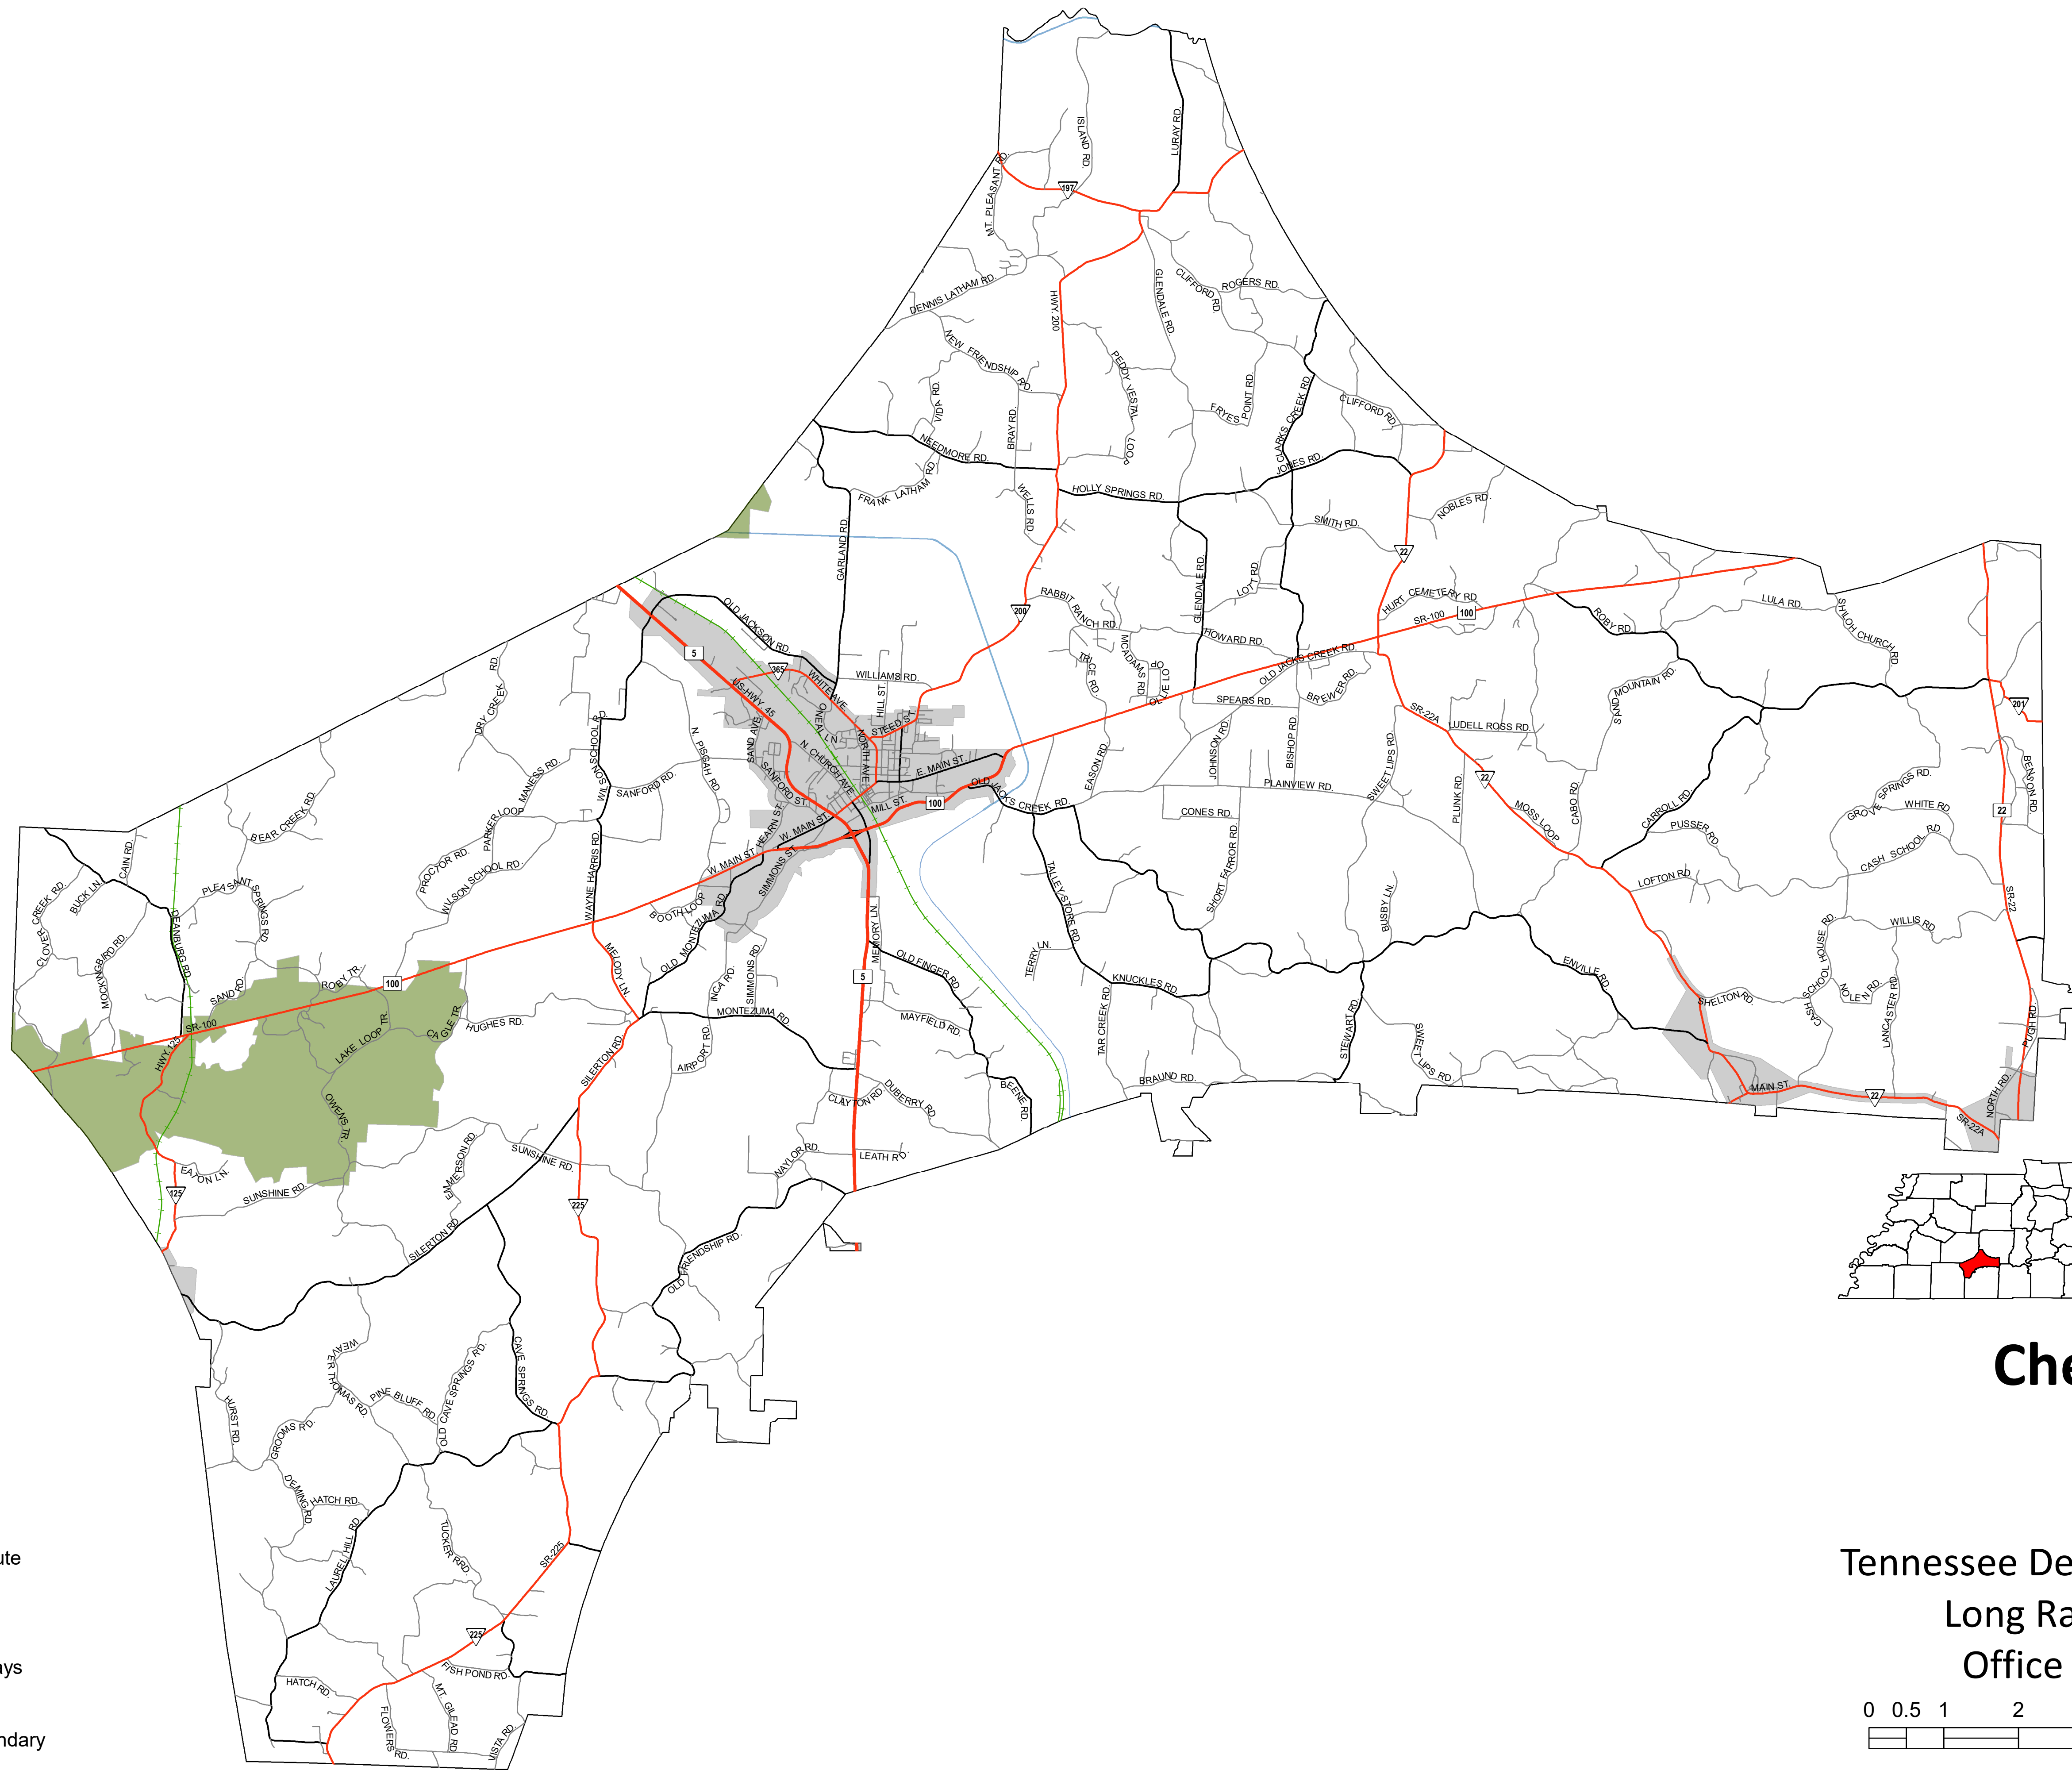 ISLAND RD.
LURAY RD.
MT. PLEASANT RD.
197
DENNIS LATHAM RD.
HWY. 200
GLENDALE RD.
CLIFFORD RD.
ROGERS RD.
NEW FRIENDSHIP RD.
VIDA RD.
BRAY RD.
PEDDY VESTAL LOOP
FRYES POINT RD.
CLARKS CREEK RD.
CLIFFORD RD.
NEEDMORE RD.
FRANK LATHAM RD
JONES RD.
HOLLY SPRINGS RD.
WELLS RD.
NOBLES RD.
SMITH RD.
GARLAND RD.
22
GLENDALE RD.
LOTT RD.
200
RABBIT RANCH RD.
HURT CEMETERY RD
SR-100
100
LULA RD.
SHILOH CHURCH RD.
ROBY RD.
OLD JACKSON RD.
HOWARD RD.
MCADAMS RD
TRICE RD.
OLIVE LOOP
OLD JACKS CREEK RD.
5
365
WHITE AVE
WILLIAMS RD.
US-HWY. 45
DRY CREEK RD.
WILSON SCHOOL RD.
ONEAL LN
HILL ST.
STEED ST.
SPEARS RD.
BREWER RD
SAND MOUNTAIN RD.
201
SR-22A
LUDELL ROSS RD.
N. PISGAH RD.
SAND AVE
N. CHURCH AVE.
NORTH AVE.
E. MAIN ST.
EASON RD.
JOHNSON RD.
BISHOP RD.
SWEET LIPS RD.
MANESS RD.
SANFORD RD.
SANFORD ST.
OLD JACKS CREEK RD.
PLAINVIEW RD.
PLUNK RD.
22
CABO RD.
CARROLL RD.
GROVE SPRINGS RD.
BENSON RD.
BEAR CREEK RD.
PARKER LOOP
HEARN ST.
MILL ST.
100
CONES RD.
MOSS LOOP
PUSSER RD.
WHITE RD.
22
CAIN RD.
PROCTOR RD.
WILSON SCHOOL RD.
WAYNE HARRIS RD.
W. MAIN ST.
W. MAIN ST.
SIMMONS ST.
TALLEY STORE RD.
SHORT FARROR RD.
CASH SCHOOL RD
LOFTON RD.
CLOVER CREEK RD.
BUCK LN.
PLEASANT SPRINGS RD.
DEANBURG RD.
BOOTH LOOP
OLD MONTEZUMA RD.
MEMORY LN.
BUSBY LN.
SR-22
WILLIS RD.
MOCKINGBIRD RD.
MELODY LN.
INCA RD.
SIMMONS RD.
OLD FINGER RD.
TERRY LN.
KNUCKLES RD.
ENVILLE RD.
CASH SCHOOL HOUSE RD.
SAND RD
ROBY TR.
100
5
NOLEN RD.
SHELTON RD.
LANCASTER RD
SR-100
LAKE LOOP TR.
CAGLE TR.
HUGHES RD.
MONTEZUMA RD.
MAYFIELD RD.
TAR CREEK RD.
STEWART RD.
SWEET LIPS RD.
PUGH RD.
HWY. 125
SILERTON RD.
AIRPORT RD.
BRAUND RD.
MAIN ST.
22
NORTH RD.
SR-22A
OWENS TR.
CLAYTON RD.
DUBERRY RD.
BEENE RD.
EATON LN.
125
SUNSHINE RD.
EMMERSON RD.
SUNSHINE RD.
NAYLOR RD.
LEATH RD.
225
SILERTON RD.
OLD FRIENDSHIP RD.
WEAVER THOMAS RD.
PINE BLUFF RD.
OLD CAVE SPRINGS RD.
CAVE SPRINGS RD.
HURST RD.
GROOMS RD.
DEMING RD
HATCH RD.
LAUREL HILL RD.
TUCKER RRD.
SR-225
225
HATCH RD.
FISH POND RD.
MT. GILEAD RD
FLOWERS RD.
VISTA RD.
Che
ute
Tennessee De
Long Ra
ays
Office
ndary
0 0.5 1 2